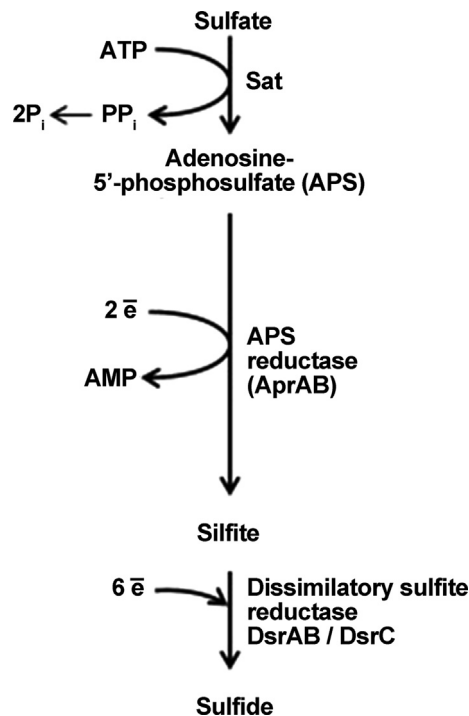 Sulfate
ATP
Sat
2Pi ← PPi
Adenosine-
5’-phosphosulfate (APS)
2 e̅
APS
reductase
(AprAB)
AMP
Silfite
6 e̅
Dissimilatory sulfite
reductase
DsrAB / DsrC
Sulfide